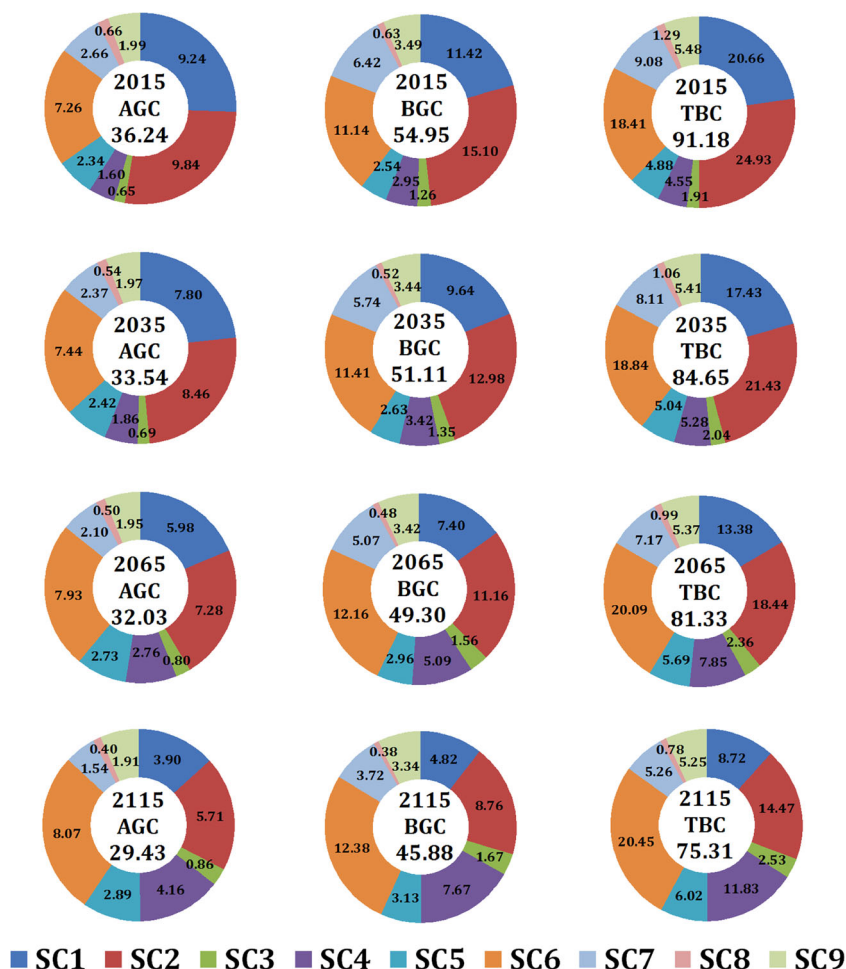 0.66 1.99 9.24
2.66
7.26
2015
AGC
36.24
2.34 1.60 0.65 9.84
0.63 3.49 11.42
6.42
11.14
2015
BGC
54.95
2.54 2.95 1.26 15.10
1.29 5.48 20.66
9.08
18.41
2015
TBC
91.18
4.88 4.55 1.91 24.93
0.54 1.97 7.80
2.37
7.44
2035
AGC
33.54
2.42 1.86 0.69 8.46
0.52 3.44 9.64
5.74
11.41
2035
BGC
51.11
2.63 3.42 1.35 12.98
1.06 5.41 17.43
8.11
18.84
2035
TBC
84.65
5.04 5.28 2.04 21.43
0.50 1.95 5.98
2.10
7.93
2065
AGC
32.03
2.73 2.76 0.80 7.28
0.48 3.42 7.40
5.07
12.16
2065
BGC
49.30
2.96 5.09 1.56 11.16
0.99 5.37 13.38
7.17
20.09
2065
TBC
81.33
5.69 7.85 2.36 18.44
0.40 1.91 3.90
1.54
8.07
2115
AGC
29.43
2.89 4.16 0.86 5.71
0.38 3.34 4.82
3.72
12.38
2115
BGC
45.88
3.13 7.67 1.67 8.76
0.78 5.25 8.72
5.26
20.45
2115
TBC
75.31
6.02 11.83 2.53 14.47
SC1 SC2 SC3 SC4 SC5 SC6 SC7 SC8 SC9